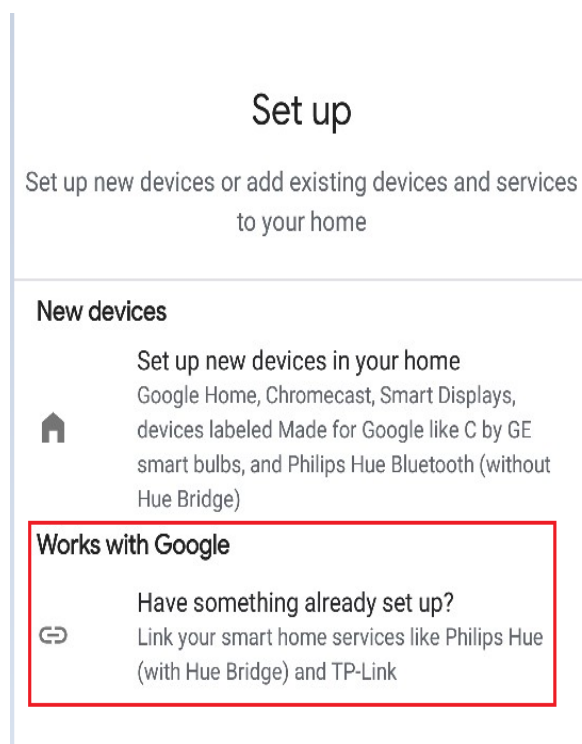 Set up
Set up new devices or add existing devices and services
to your home
New devices
Set up new devices in your home
Google Home, Chromecast, Smart Displays,
devices labeled Made for Google like C by GE
smart bulbs, and Philips Hue Bluetooth (without
Hue Bridge)
Works with Google
Have something already set up?
Link your smart home services like Philips Hue
(with Hue Bridge) and TP-Link